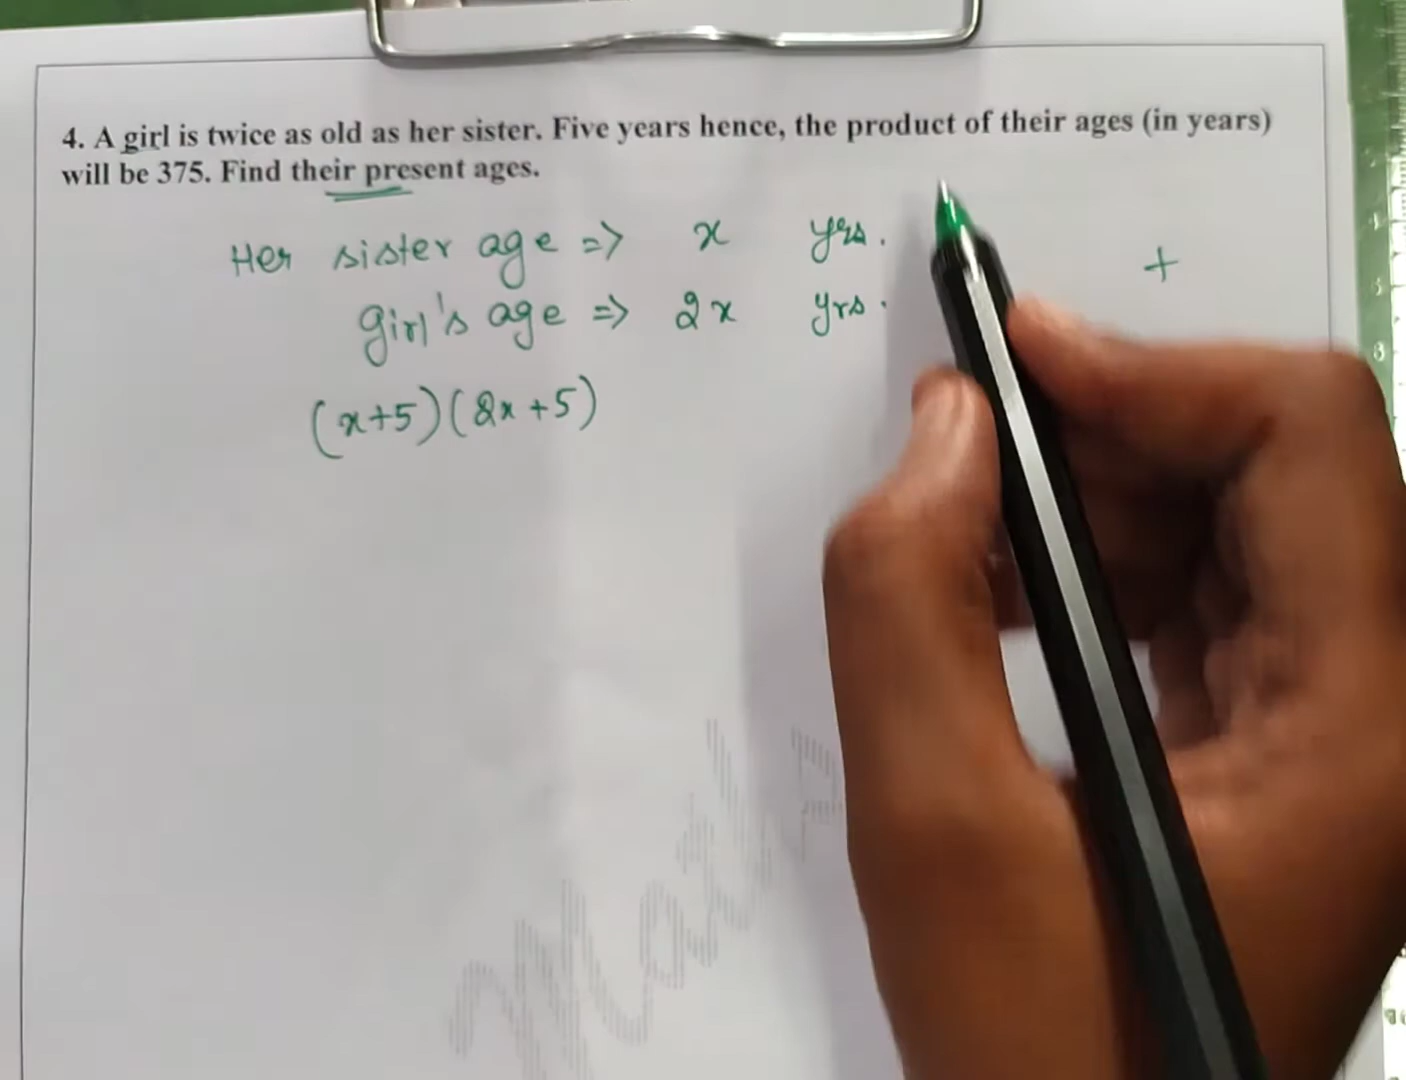 4. A girl is twice as old as her sister. Five years hence, the product of their ages (in years)
will be 375. Find their present ages.
Her sister age => x yrs.
+
girl's age => 2x yrs.
(x+5)(2x+5)
Mat